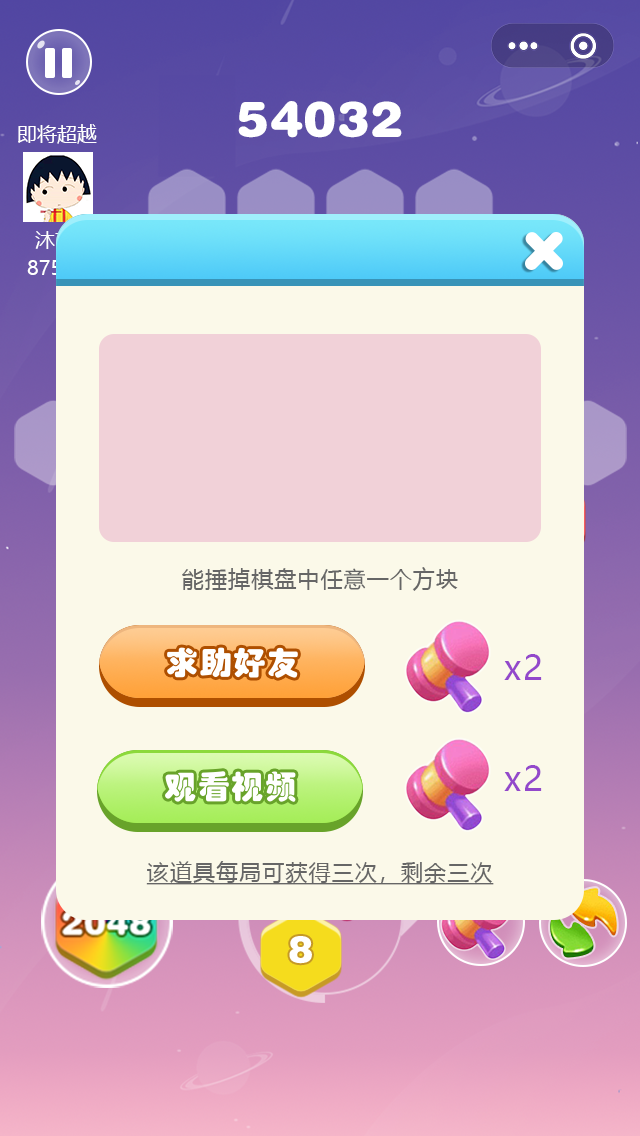 54032
即将超越
沐
875
能捶掉棋盘中任意一个方块
求助好友
x2
观看视频
x2
该道具每局可获得三次，剩余三次
2048
8